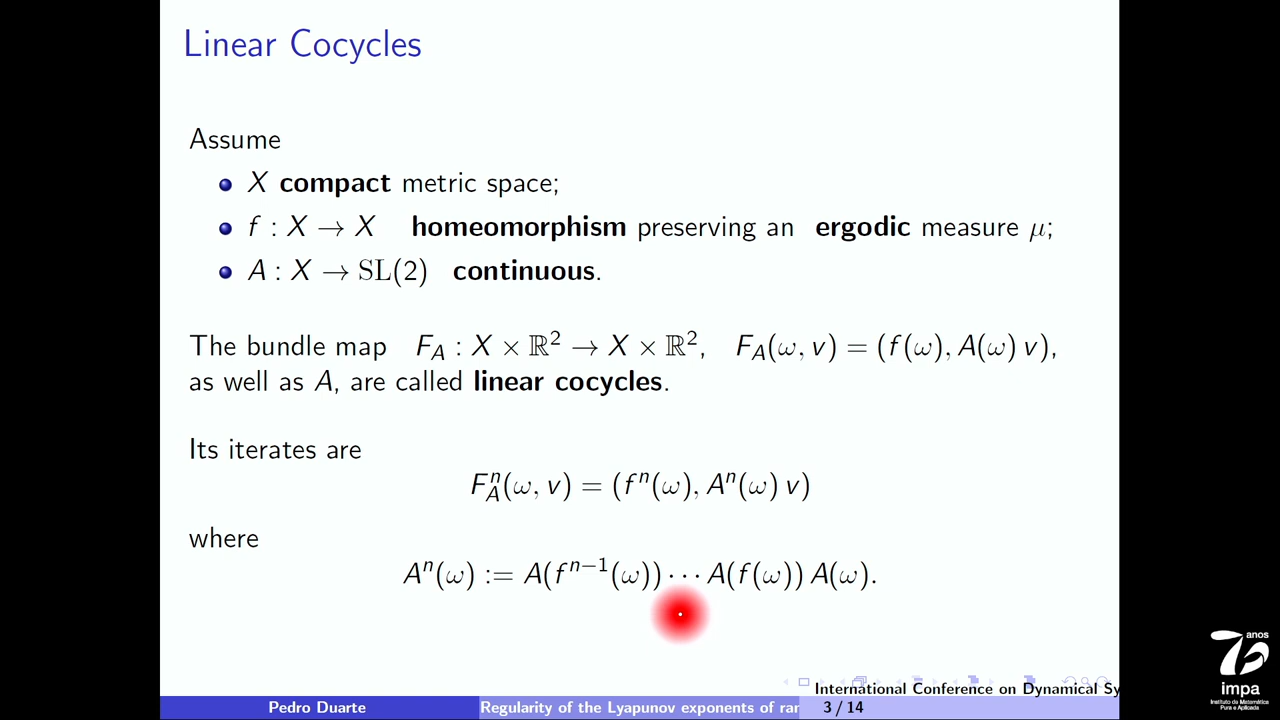 Linear Cocycles
Assume
X compact metric space;
f : X → X homeomorphism preserving an ergodic measure μ;
A : X → SL(2) continuous.
The bundle map F_A : X × ℝ² → X × ℝ², F_A(ω, v) = (f(ω), A(ω) v),
as well as A, are called linear cocycles.
Its iterates are
F_A^n(ω, v) = (f^n(ω), A^n(ω) v)
where
A^n(ω) := A(f^{n−1}(ω)) ··· A(f(ω)) A(ω).
International Conference on Dynamical Sy
Pedro Duarte Regularity of the Lyapunov exponents of ran 3 / 14
anos
impa
Instituto de Matemática
Pura e Aplicada